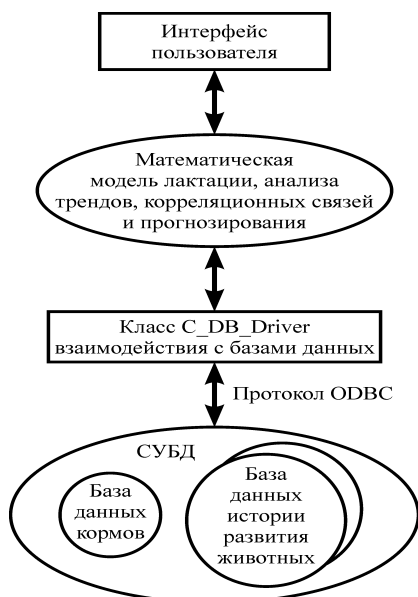 Интерфейс
пользователя
Математическая
модель лактации, анализа
трендов, корреляционных связей
и прогнозирования
Класс C_DB_Driver
взаимодействия с базами данных
Протокол ODBC
СУБД
База
данных
кормов
База
данных
истории
развития
животных